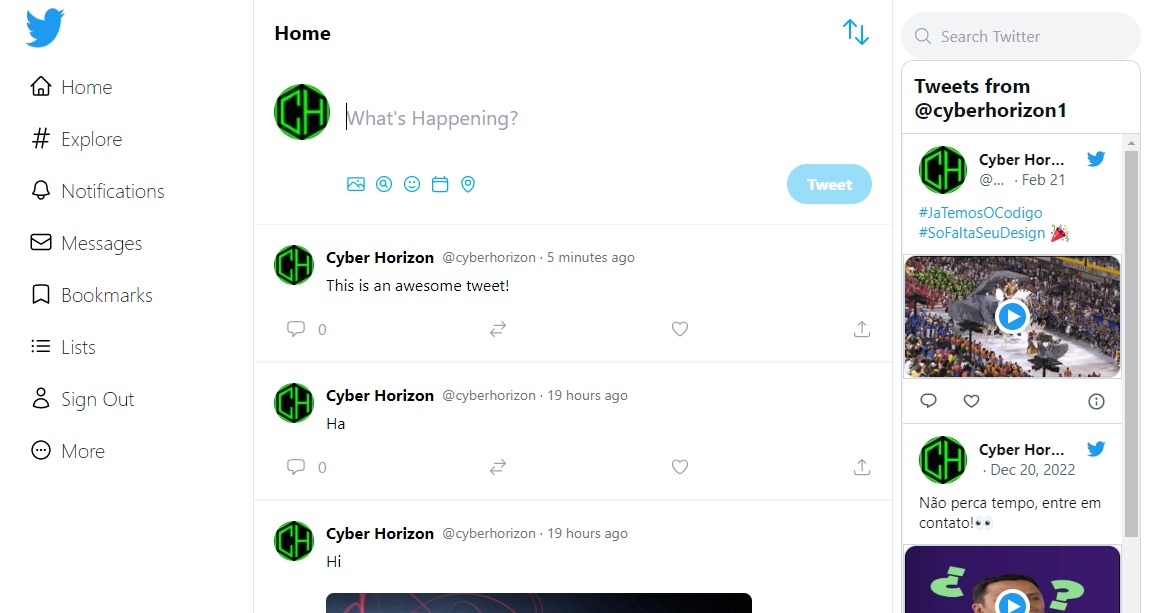 Home
Explore
Notifications
Messages
Bookmarks
Lists
Sign Out
More
Home
CH
What's Happening?
Tweet
CH
Cyber Horizon @cyberhorizon · 5 minutes ago
This is an awesome tweet!
0
CH
Cyber Horizon @cyberhorizon · 19 hours ago
Ha
0
CH
Cyber Horizon @cyberhorizon · 19 hours ago
Hi
Search Twitter
Tweets from
@cyberhorizon1
CH
Cyber Hor...
@... · Feb 21
#JaTemosOCodigo
#SoFaltaSeuDesign 🎉
CH
Cyber Hor...
· Dec 20, 2022
Não perca tempo, entre em
contato!👀
¿ ?